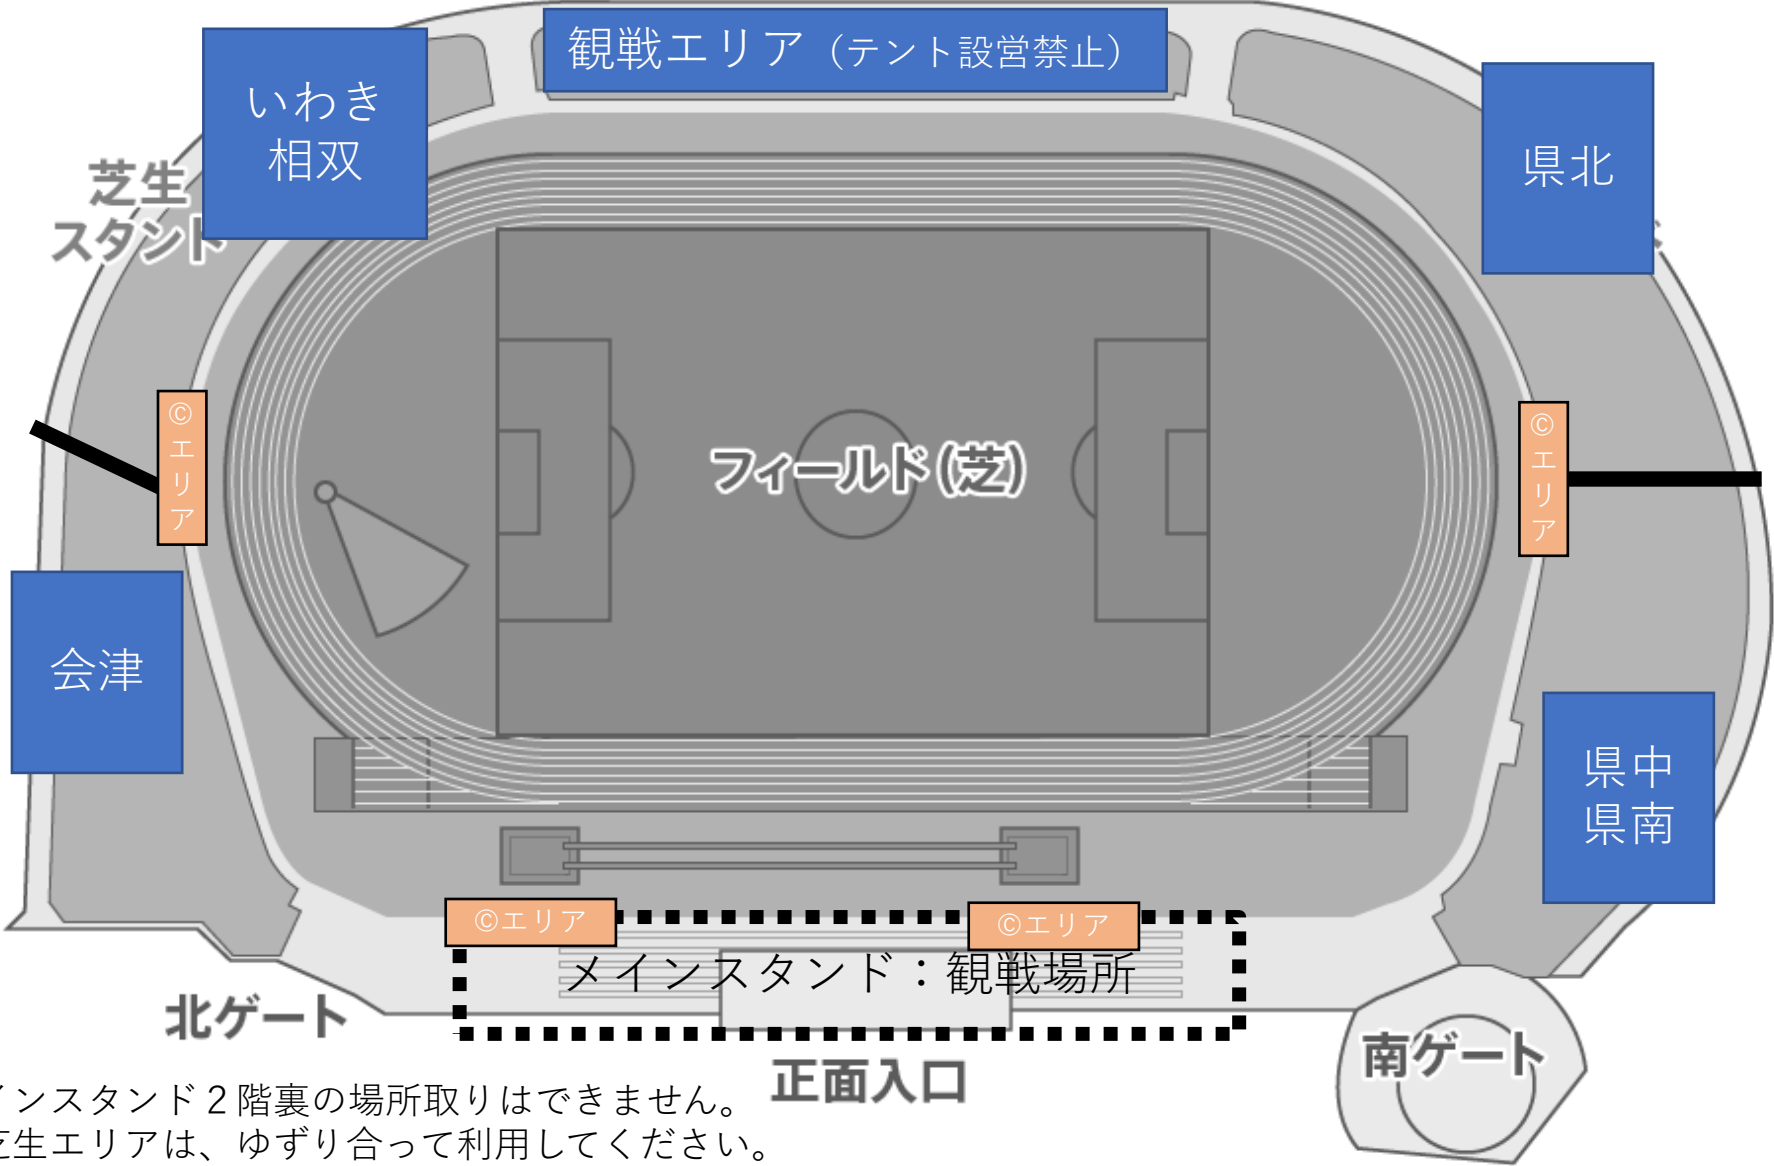 観戦エリア（テント設営禁止）
いわき
相双
県北
芝生
スタンド
©エリア
©エリア
フィールド(芝)
会津
県中
県南
©エリア
©エリア
メインスタンド：観戦場所
北ゲート
正面入口
南ゲート
インスタンド２階裏の場所取りはできません。
芝生エリアは、ゆずり合って利用してください。